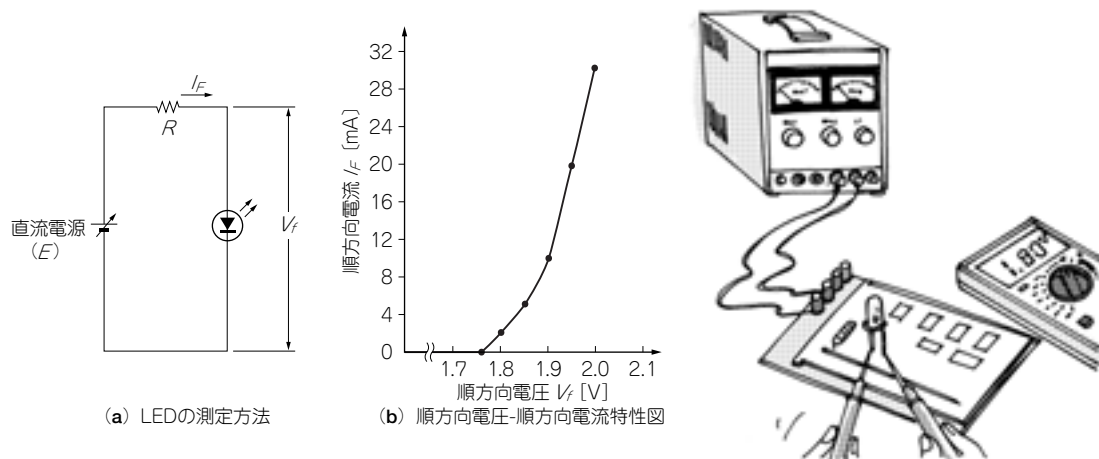 I_F
R
直流電源
(E)
V_f
(a) LEDの測定方法
順方向電流 I_F [mA]
32
28
24
20
16
12
8
4
0
1.7 1.8 1.9 2.0 2.1
順方向電圧 V_f [V]
(b) 順方向電圧-順方向電流特性図
1.80